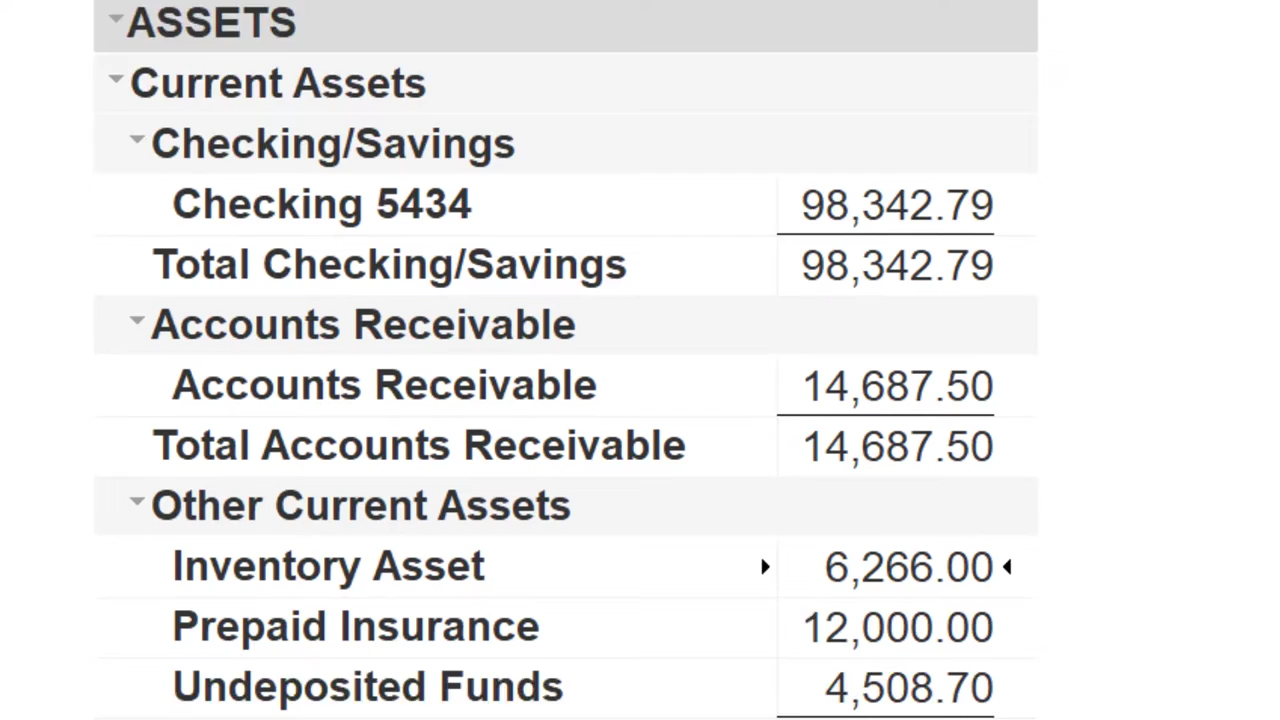 ASSETS
Current Assets
Checking/Savings
Checking 5434 98,342.79
Total Checking/Savings 98,342.79
Accounts Receivable
Accounts Receivable 14,687.50
Total Accounts Receivable 14,687.50
Other Current Assets
Inventory Asset 6,266.00
Prepaid Insurance 12,000.00
Undeposited Funds 4,508.70